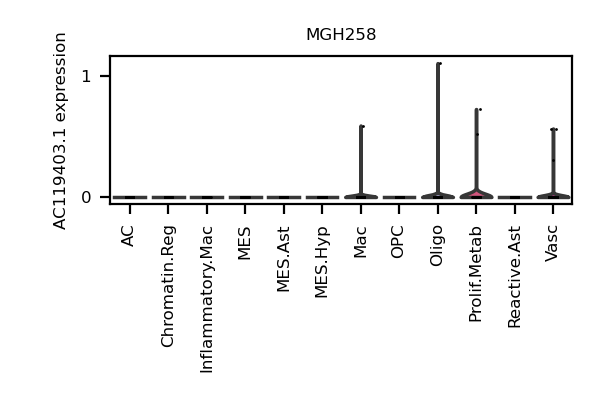 MGH258
AC119403.1 expression
1
0
AC
Chromatin.Reg
Inflammatory.Mac
MES
MES.Ast
MES.Hyp
Mac
OPC
Oligo
Prolif.Metab
Reactive.Ast
Vasc